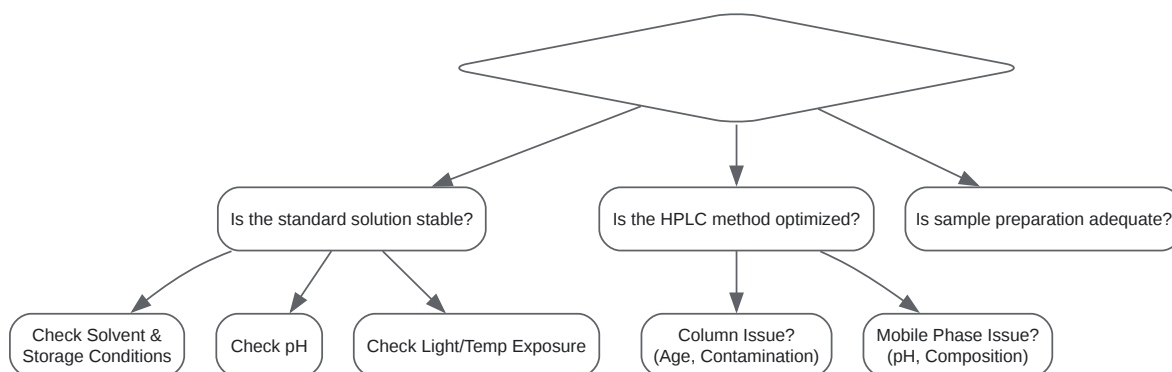 Is the standard solution stable?
Is the HPLC method optimized?
Is sample preparation adequate?
Check Solvent &
Storage Conditions
Check pH
Check Light/Temp Exposure
Column Issue?
(Age, Contamination)
Mobile Phase Issue?
(pH, Composition)